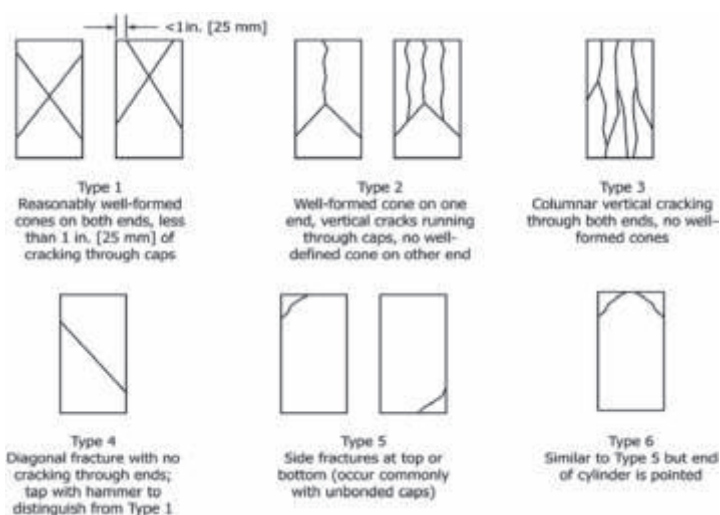 <1in. [25 mm]
Type 1
Reasonably well-formed
cones on both ends, less
than 1 in. [25 mm] of
cracking through caps
Type 2
Well-formed cone on one
end, vertical cracks running
through caps, no well-
defined cone on other end
Type 3
Columnar vertical cracking
through both ends, no well-
formed cones
Type 4
Diagonal fracture with no
cracking through ends;
tap with hammer to
distinguish from Type 1
Type 5
Side fractures at top or
bottom (occur commonly
with unbonded caps)
Type 6
Similar to Type 5 but end
of cylinder is pointed